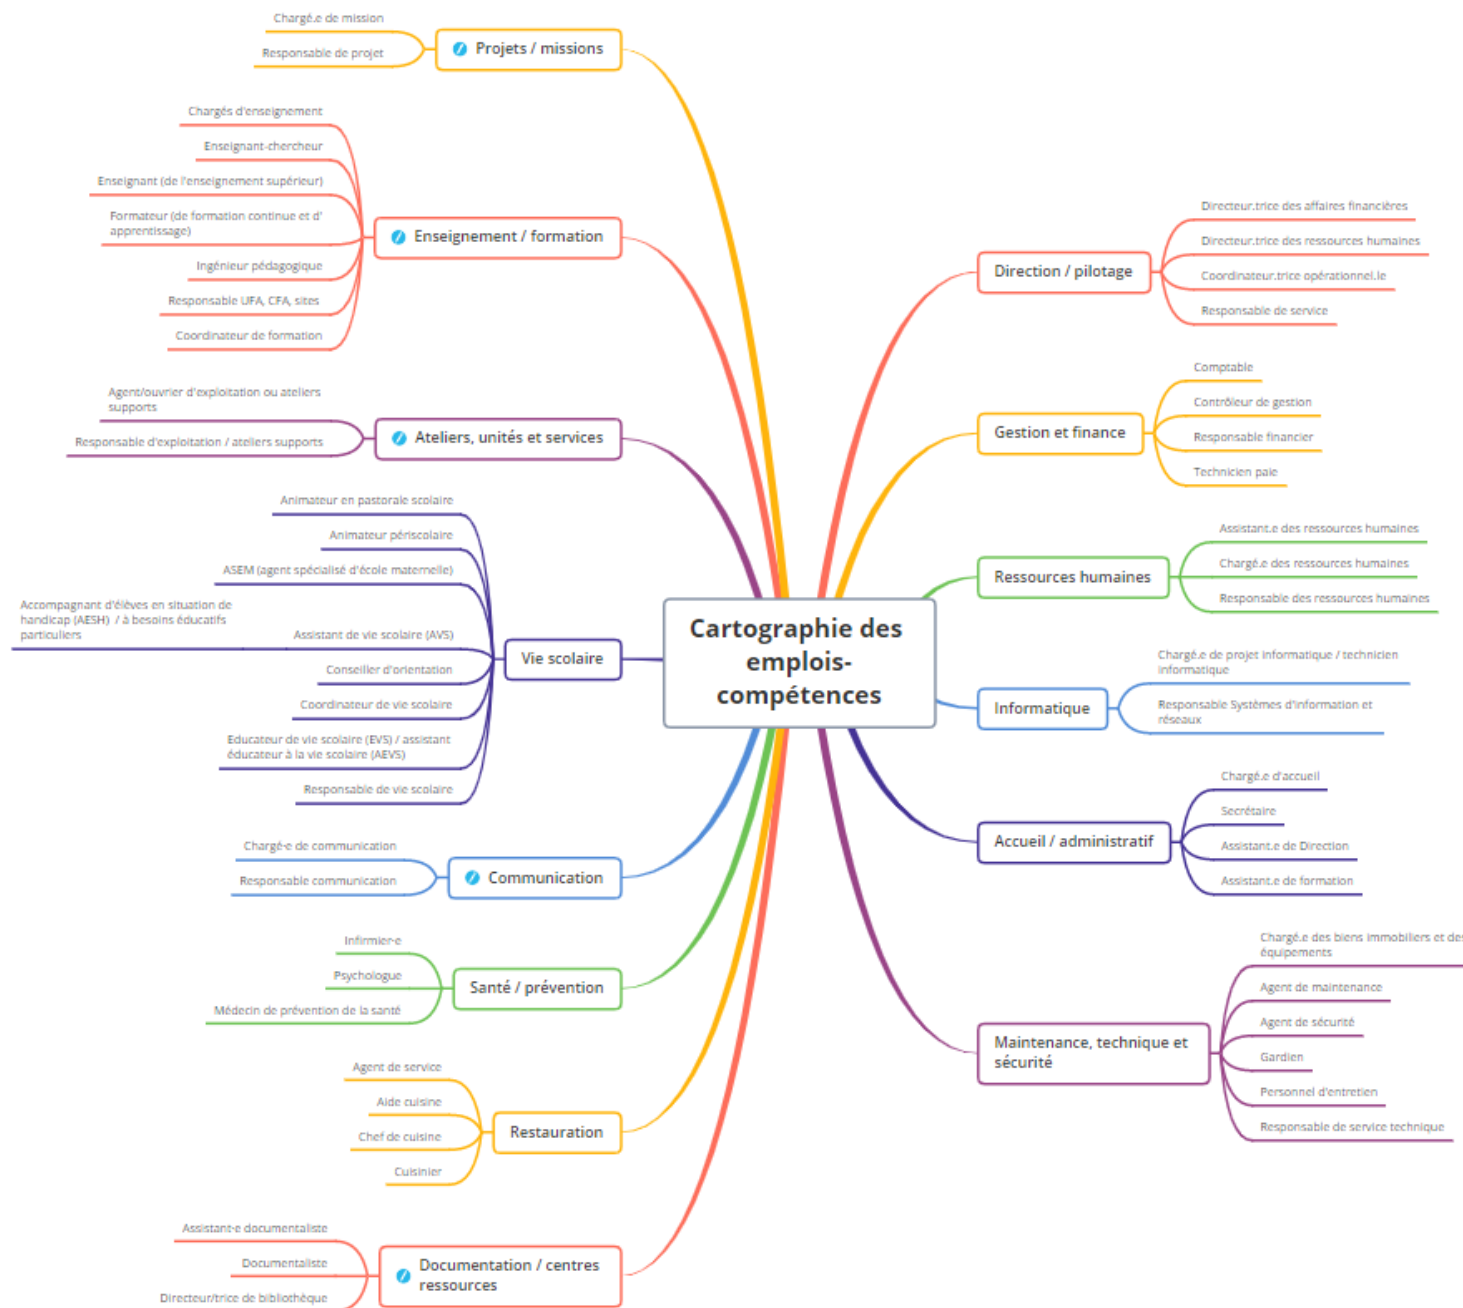 Cartographie des
emplois-
compétences
Projets / missions
Chargé.e de mission
Responsable de projet
Enseignement / formation
Chargés d'enseignement
Enseignant-chercheur
Enseignant (de l'enseignement supérieur)
Formateur (de formation continue et d'
apprentissage)
Ingénieur pédagogique
Responsable UFA, CFA, sites
Coordinateur de formation
Ateliers, unités et services
Agent/ouvrier d'exploitation ou ateliers
supports
Responsable d'exploitation / ateliers supports
Vie scolaire
Animateur en pastorale scolaire
Animateur périscolaire
ASEM (agent spécialisé d'école maternelle)
Assistant de vie scolaire (AVS)
Accompagnant d'élèves en situation de
handicap (AESH)  / à besoins éducatifs
particuliers
Conseiller d'orientation
Coordinateur de vie scolaire
Educateur de vie scolaire (EVS) / assistant
éducateur à la vie scolaire (AEVS)
Responsable de vie scolaire
Communication
Chargé·e de communication
Responsable communication
Santé / prévention
Infirmier·e
Psychologue
Médecin de prévention de la santé
Restauration
Agent de service
Aide cuisine
Chef de cuisine
Cuisinier
Documentation / centres
ressources
Assistant·e documentaliste
Documentaliste
Directeur/trice de bibliothèque
Direction / pilotage
Directeur.trice des affaires financières
Directeur.trice des ressources humaines
Coordinateur.trice opérationnel.le
Responsable de service
Gestion et finance
Comptable
Contrôleur de gestion
Responsable financier
Technicien paie
Ressources humaines
Assistant.e des ressources humaines
Chargé.e des ressources humaines
Responsable des ressources humaines
Informatique
Chargé.e de projet informatique / technicien
informatique
Responsable Systèmes d'information et
réseaux
Accueil / administratif
Chargé.e d'accueil
Secrétaire
Assistant.e de Direction
Assistant.e de formation
Maintenance, technique et
sécurité
Chargé.e des biens immobiliers et des
équipements
Agent de maintenance
Agent de sécurité
Gardien
Personnel d'entretien
Responsable de service technique